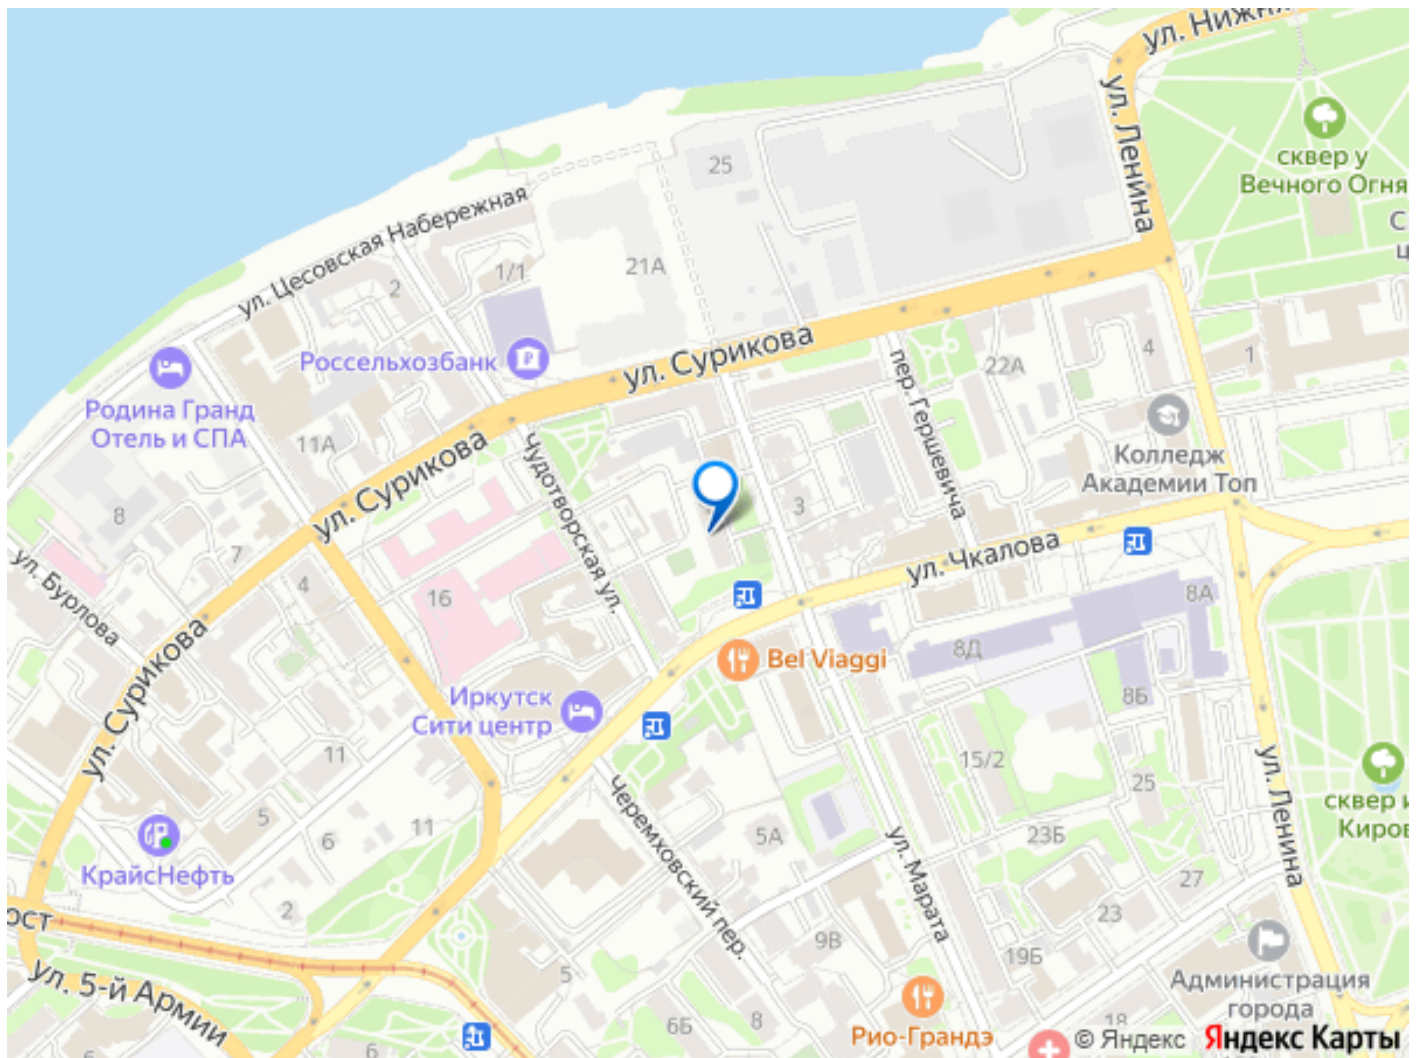 ул. Нижня
ул. Ленина
сквер у
Вечного Огня
С
ц
25
ул. Цесовская Набережная
1/1
2
21А
Россельхозбанк
ул. Сурикова
пер. Гершевича
22А
4
1
Родина Гранд
Отель и СПА
11А
ул. Сурикова
Чудотворская ул.
Колледж
Академии Топ
8
3
7
ул. Чкалова
ул. Бурлова
4
16
8А
ул. Сурикова
Bel Viaggi
8Д
8Б
Иркутск
Сити центр
11
15/2
25
ул. Ленина
сквер и
Киров
5
6
11
Черемховский пер.
5А
23Б
ул. Марата
КрайсНефть
27
2
23
ост
9В
19Б
ул. 5-й Армии
5
Администрация
города
6Б
8
Рио-Грандэ
18
6
© Яндекс Яндекс Карты